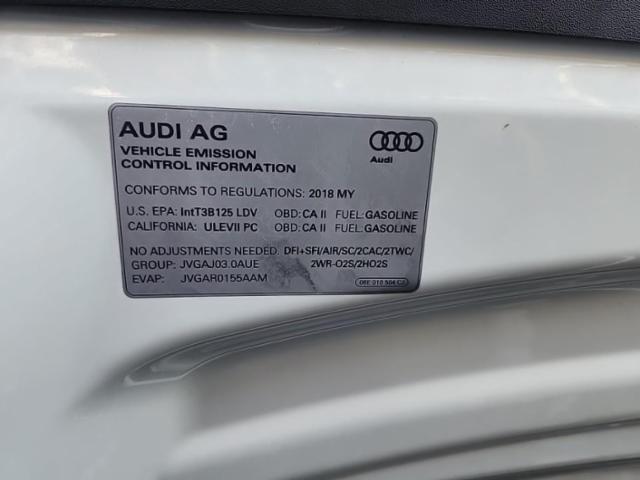 AUDI AG
Audi
VEHICLE EMISSION
CONTROL INFORMATION
CONFORMS TO REGULATIONS: 2018 MY
U.S. EPA: IntT3B125 LDV OBD: CA II FUEL: GASOLINE
CALIFORNIA: ULEVII PC OBD: CA II FUEL: GASOLINE
NO ADJUSTMENTS NEEDED. DFI+SFI/AIR/SC/2CAC/2TWC/
GROUP: JVGAJ03.0AUE 2WR-O2S/2HO2S
EVAP: JVGAR0155AAM